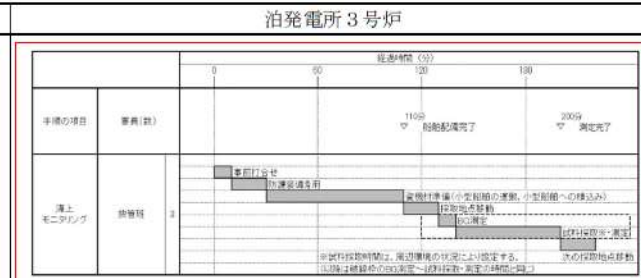 泊発電所3号炉
経過時間（分）
0 60 120 180
手順の項目 要員(数)
110分 200分
▽ 船舶配備完了 ▽ 測定完了
事前打合せ
防護装備着用
資機材準備(小型船舶の運搬、小型船舶への積込み)
海上
モニタリング 放管班
採取地点移動
BG測定
試料採取・測定
次の採取地点移動
※試料採取時間は、周辺環境の状況により設定する。
(以降は破線枠のBG測定～試料採取・測定の時間と同じ)